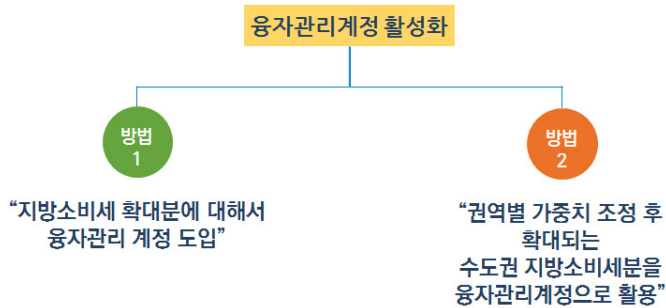 융자관리계정 활성화
방법
1
“지방소비세 확대분에 대해서
융자관리 계정 도입”
방법
2
“권역별 가중치 조정 후
확대되는
수도권 지방소비세분을
융자관리계정으로 활용”